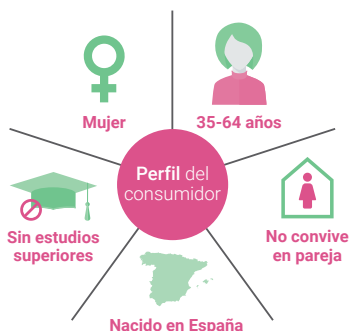 Mujer
35-64 años
Perfil del
consumidor
Sin estudios
superiores
No convive
en pareja
Nacido en España